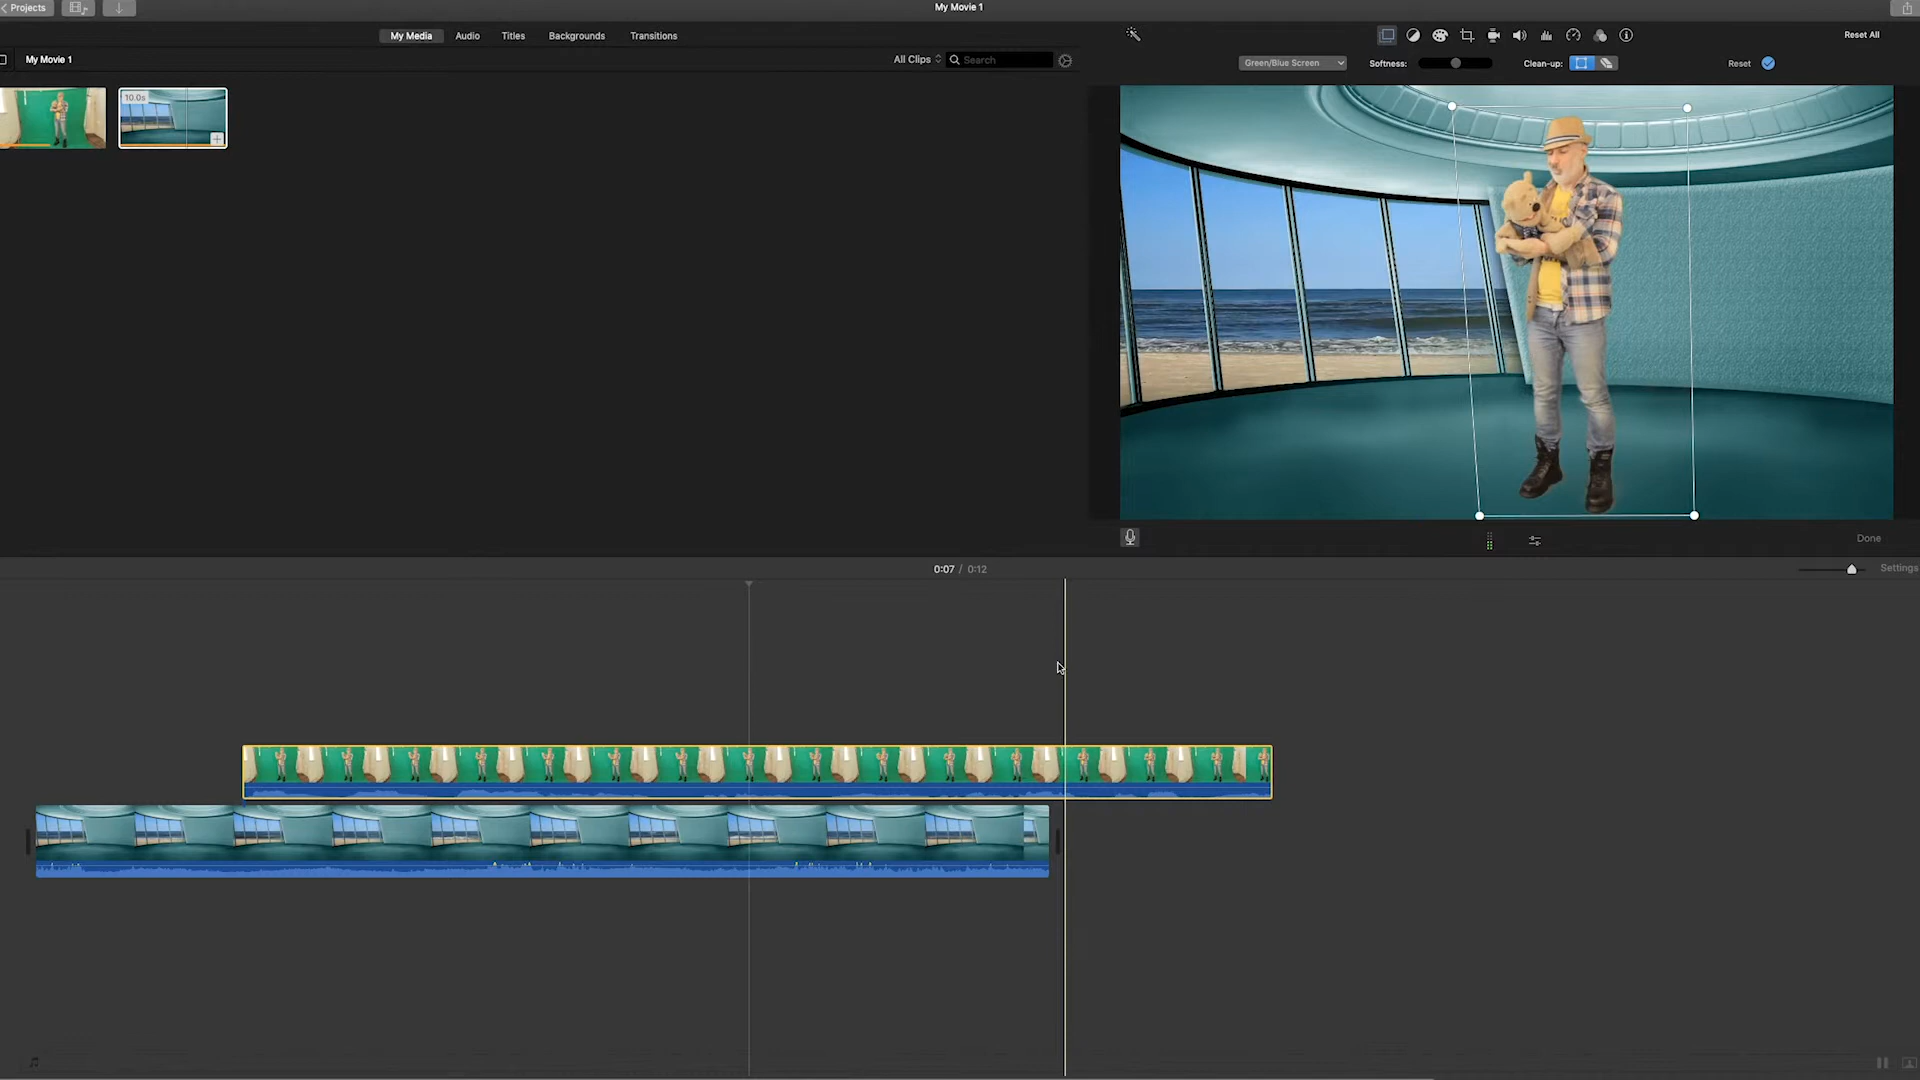 Projects
My Movie 1
My Media Audio Titles Backgrounds Transitions
Reset All
My Movie 1
All Clips
Search
Green/Blue Screen
Softness:
Clean-up:
Reset
10.0s
Done
0:07 / 0:12
Settings